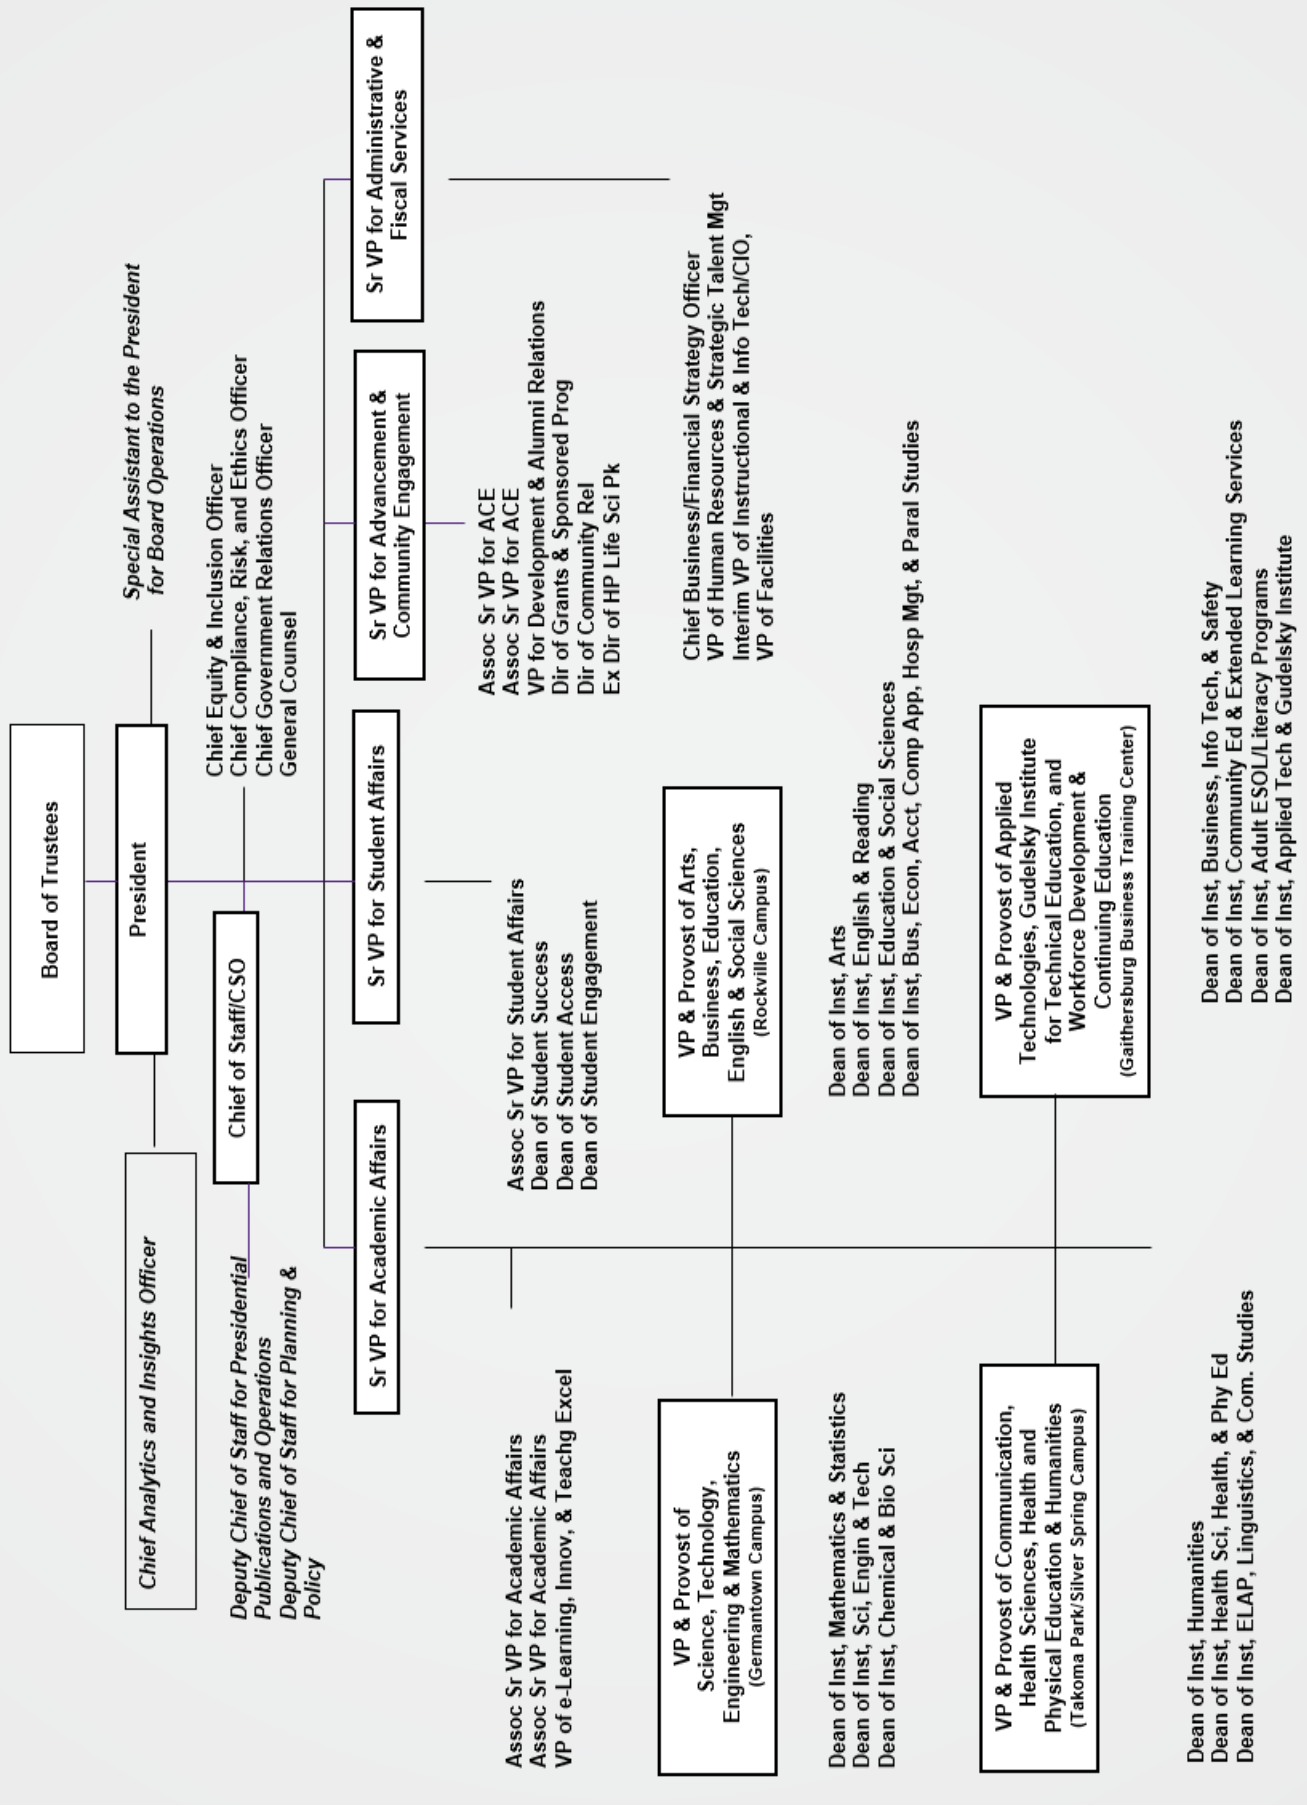 Board of Trustees
President
Special Assistant to the President
for Board Operations
Chief Analytics and Insights Officer
Chief of Staff/CSO
Chief Equity & Inclusion Officer
Chief Compliance, Risk, and Ethics Officer
Chief Government Relations Officer
General Counsel
Deputy Chief of Staff for Presidential
Publications and Operations
Deputy Chief of Staff for Planning &
Policy
Sr VP for Academic Affairs
Sr VP for Student Affairs
Sr VP for Advancement &
Community Engagement
Sr VP for Administrative &
Fiscal Services
Assoc Sr VP for Academic Affairs
Assoc Sr VP for Academic Affairs
VP of e-Learning, Innov, & Teachg Excel
Assoc Sr VP for Student Affairs
Dean of Student Success
Dean of Student Access
Dean of Student Engagement
Assoc Sr VP for ACE
Assoc Sr VP for ACE
VP for Development & Alumni Relations
Dir of Grants & Sponsored Prog
Dir of Community Rel
Ex Dir of HP Life Sci Pk
Chief Business/Financial Strategy Officer
VP of Human Resources & Strategic Talent Mgt
Interim VP of Instructional & Info Tech/CIO,
VP of Facilities
VP & Provost of
Science, Technology,
Engineering & Mathematics
(Germantown Campus)
VP & Provost of Arts,
Business, Education,
English & Social Sciences
(Rockville Campus)
Dean of Inst, Mathematics & Statistics
Dean of Inst, Sci, Engin & Tech
Dean of Inst, Chemical & Bio Sci
Dean of Inst, Arts
Dean of Inst, English & Reading
Dean of Inst, Education & Social Sciences
Dean of Inst, Bus, Econ, Acct, Comp App, Hosp Mgt, & Paral Studies
VP & Provost of Communication,
Health Sciences, Health and
Physical Education & Humanities
(Takoma Park/Silver Spring Campus)
VP & Provost of Applied
Technologies, Gudelsky Institute
for Technical Education, and
Workforce Development &
Continuing Education
(Gaithersburg Business Training Center)
Dean of Inst, Humanities
Dean of Inst, Health Sci, Health, & Phy Ed
Dean of Inst, ELAP, Linguistics, & Com. Studies
Dean of Inst, Business, Info Tech, & Safety
Dean of Inst, Community Ed & Extended Learning Services
Dean of Inst, Adult ESOL/Literacy Programs
Dean of Inst, Applied Tech & Gudelsky Institute